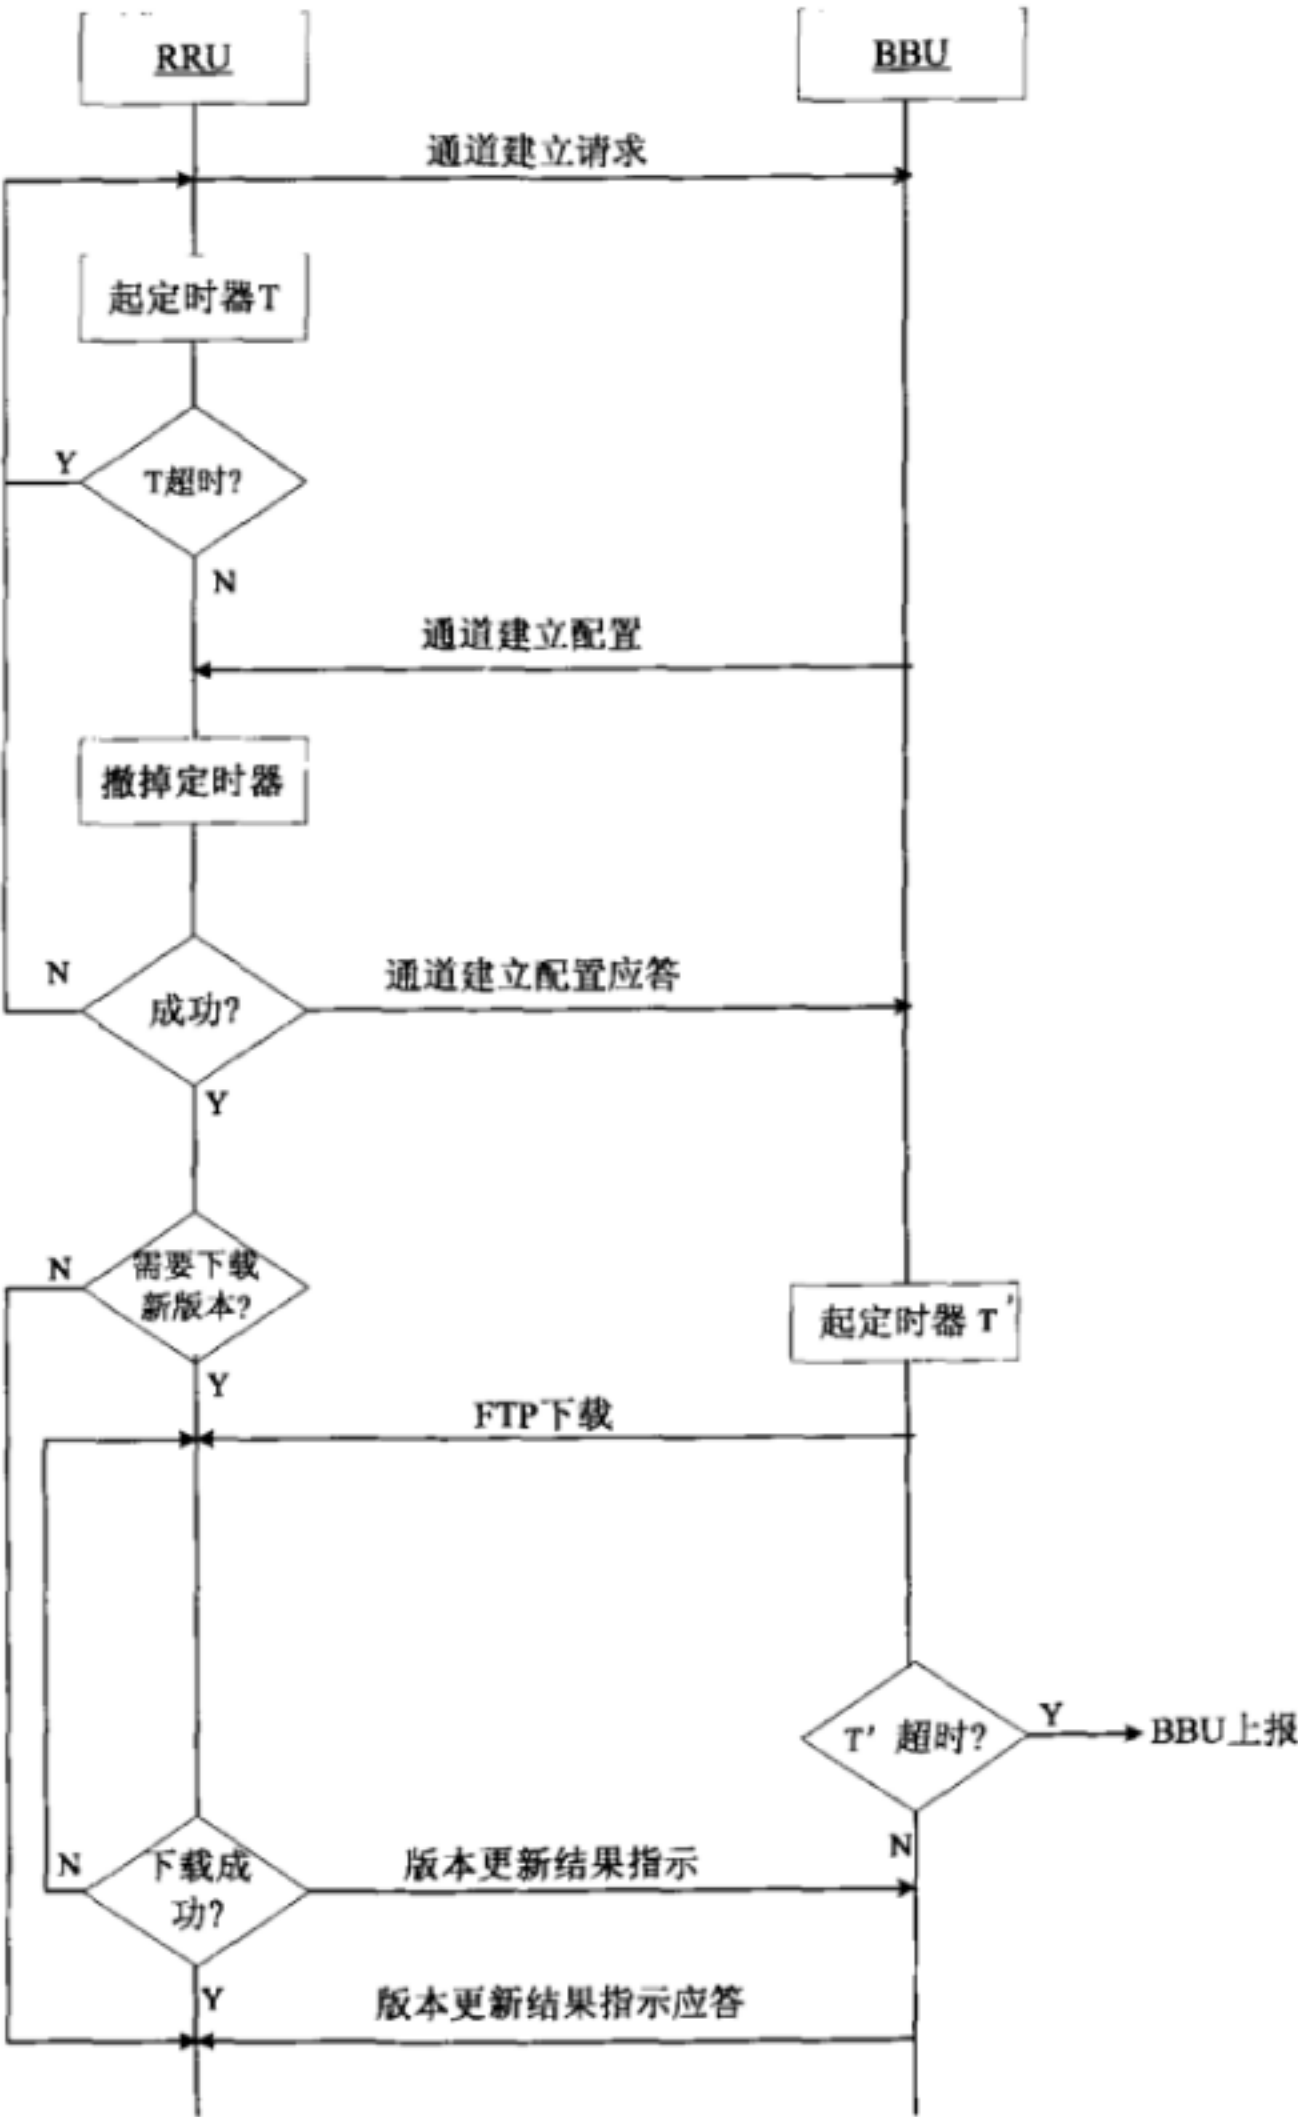 RRU
BBU
通道建立请求
起定时器T
Y
T超时?
N
通道建立配置
撤掉定时器
N
成功?
通道建立配置应答
Y
N
需要下载
新版本?
起定时器 T'
Y
FTP下载
T' 超时?
Y
BBU上报
N
N
下载成
功?
版本更新结果指示
Y
版本更新结果指示应答